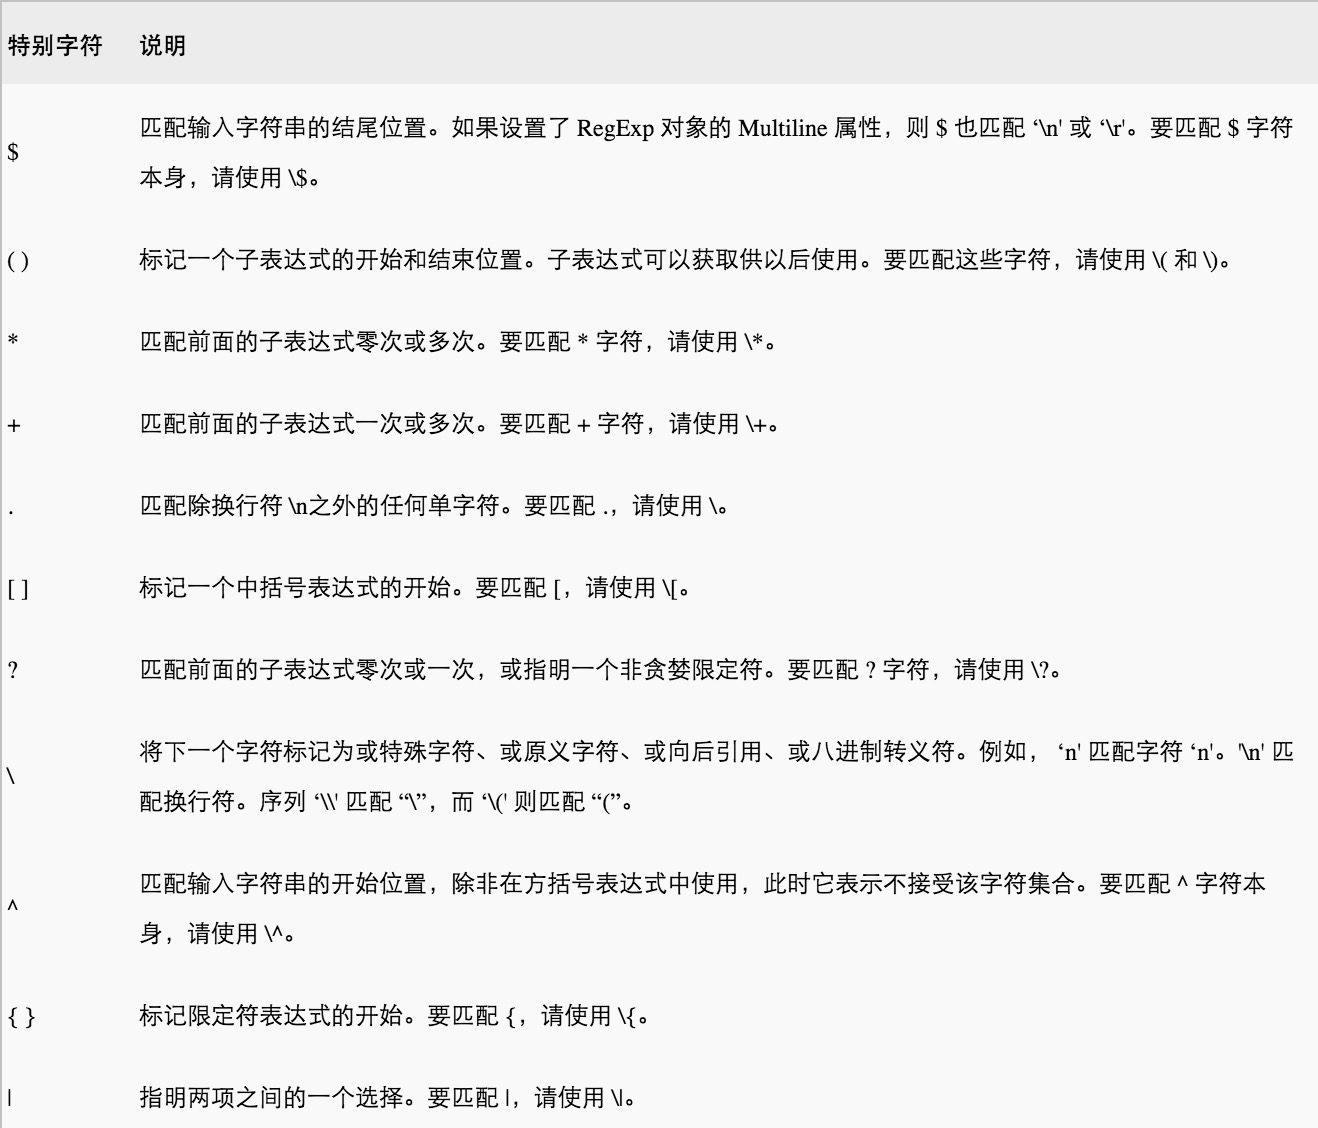 特别字符 说明
匹配输入字符串的结尾位置。如果设置了 RegExp 对象的 Multiline 属性，则 $ 也匹配 ‘\n' 或 ‘\r'。要匹配 $ 字符
$
本身，请使用 \$。
( ) 标记一个子表达式的开始和结束位置。子表达式可以获取供以后使用。要匹配这些字符，请使用 \( 和 \)。
* 匹配前面的子表达式零次或多次。要匹配 * 字符，请使用 \*。
+ 匹配前面的子表达式一次或多次。要匹配 + 字符，请使用 \+。
. 匹配除换行符 \n之外的任何单字符。要匹配 .，请使用 \。
[ ] 标记一个中括号表达式的开始。要匹配 [，请使用 \[。
? 匹配前面的子表达式零次或一次，或指明一个非贪婪限定符。要匹配 ? 字符，请使用 \?。
将下一个字符标记为或特殊字符、或原义字符、或向后引用、或八进制转义符。例如， ‘n' 匹配字符 ‘n'。'\n' 匹
\
配换行符。序列 ‘\\' 匹配 “\”，而 ‘\(' 则匹配 “(”。
匹配输入字符串的开始位置，除非在方括号表达式中使用，此时它表示不接受该字符集合。要匹配 ^ 字符本
^
身，请使用 \^。
{ } 标记限定符表达式的开始。要匹配 {，请使用 \{。
| 指明两项之间的一个选择。要匹配 |，请使用 \|。